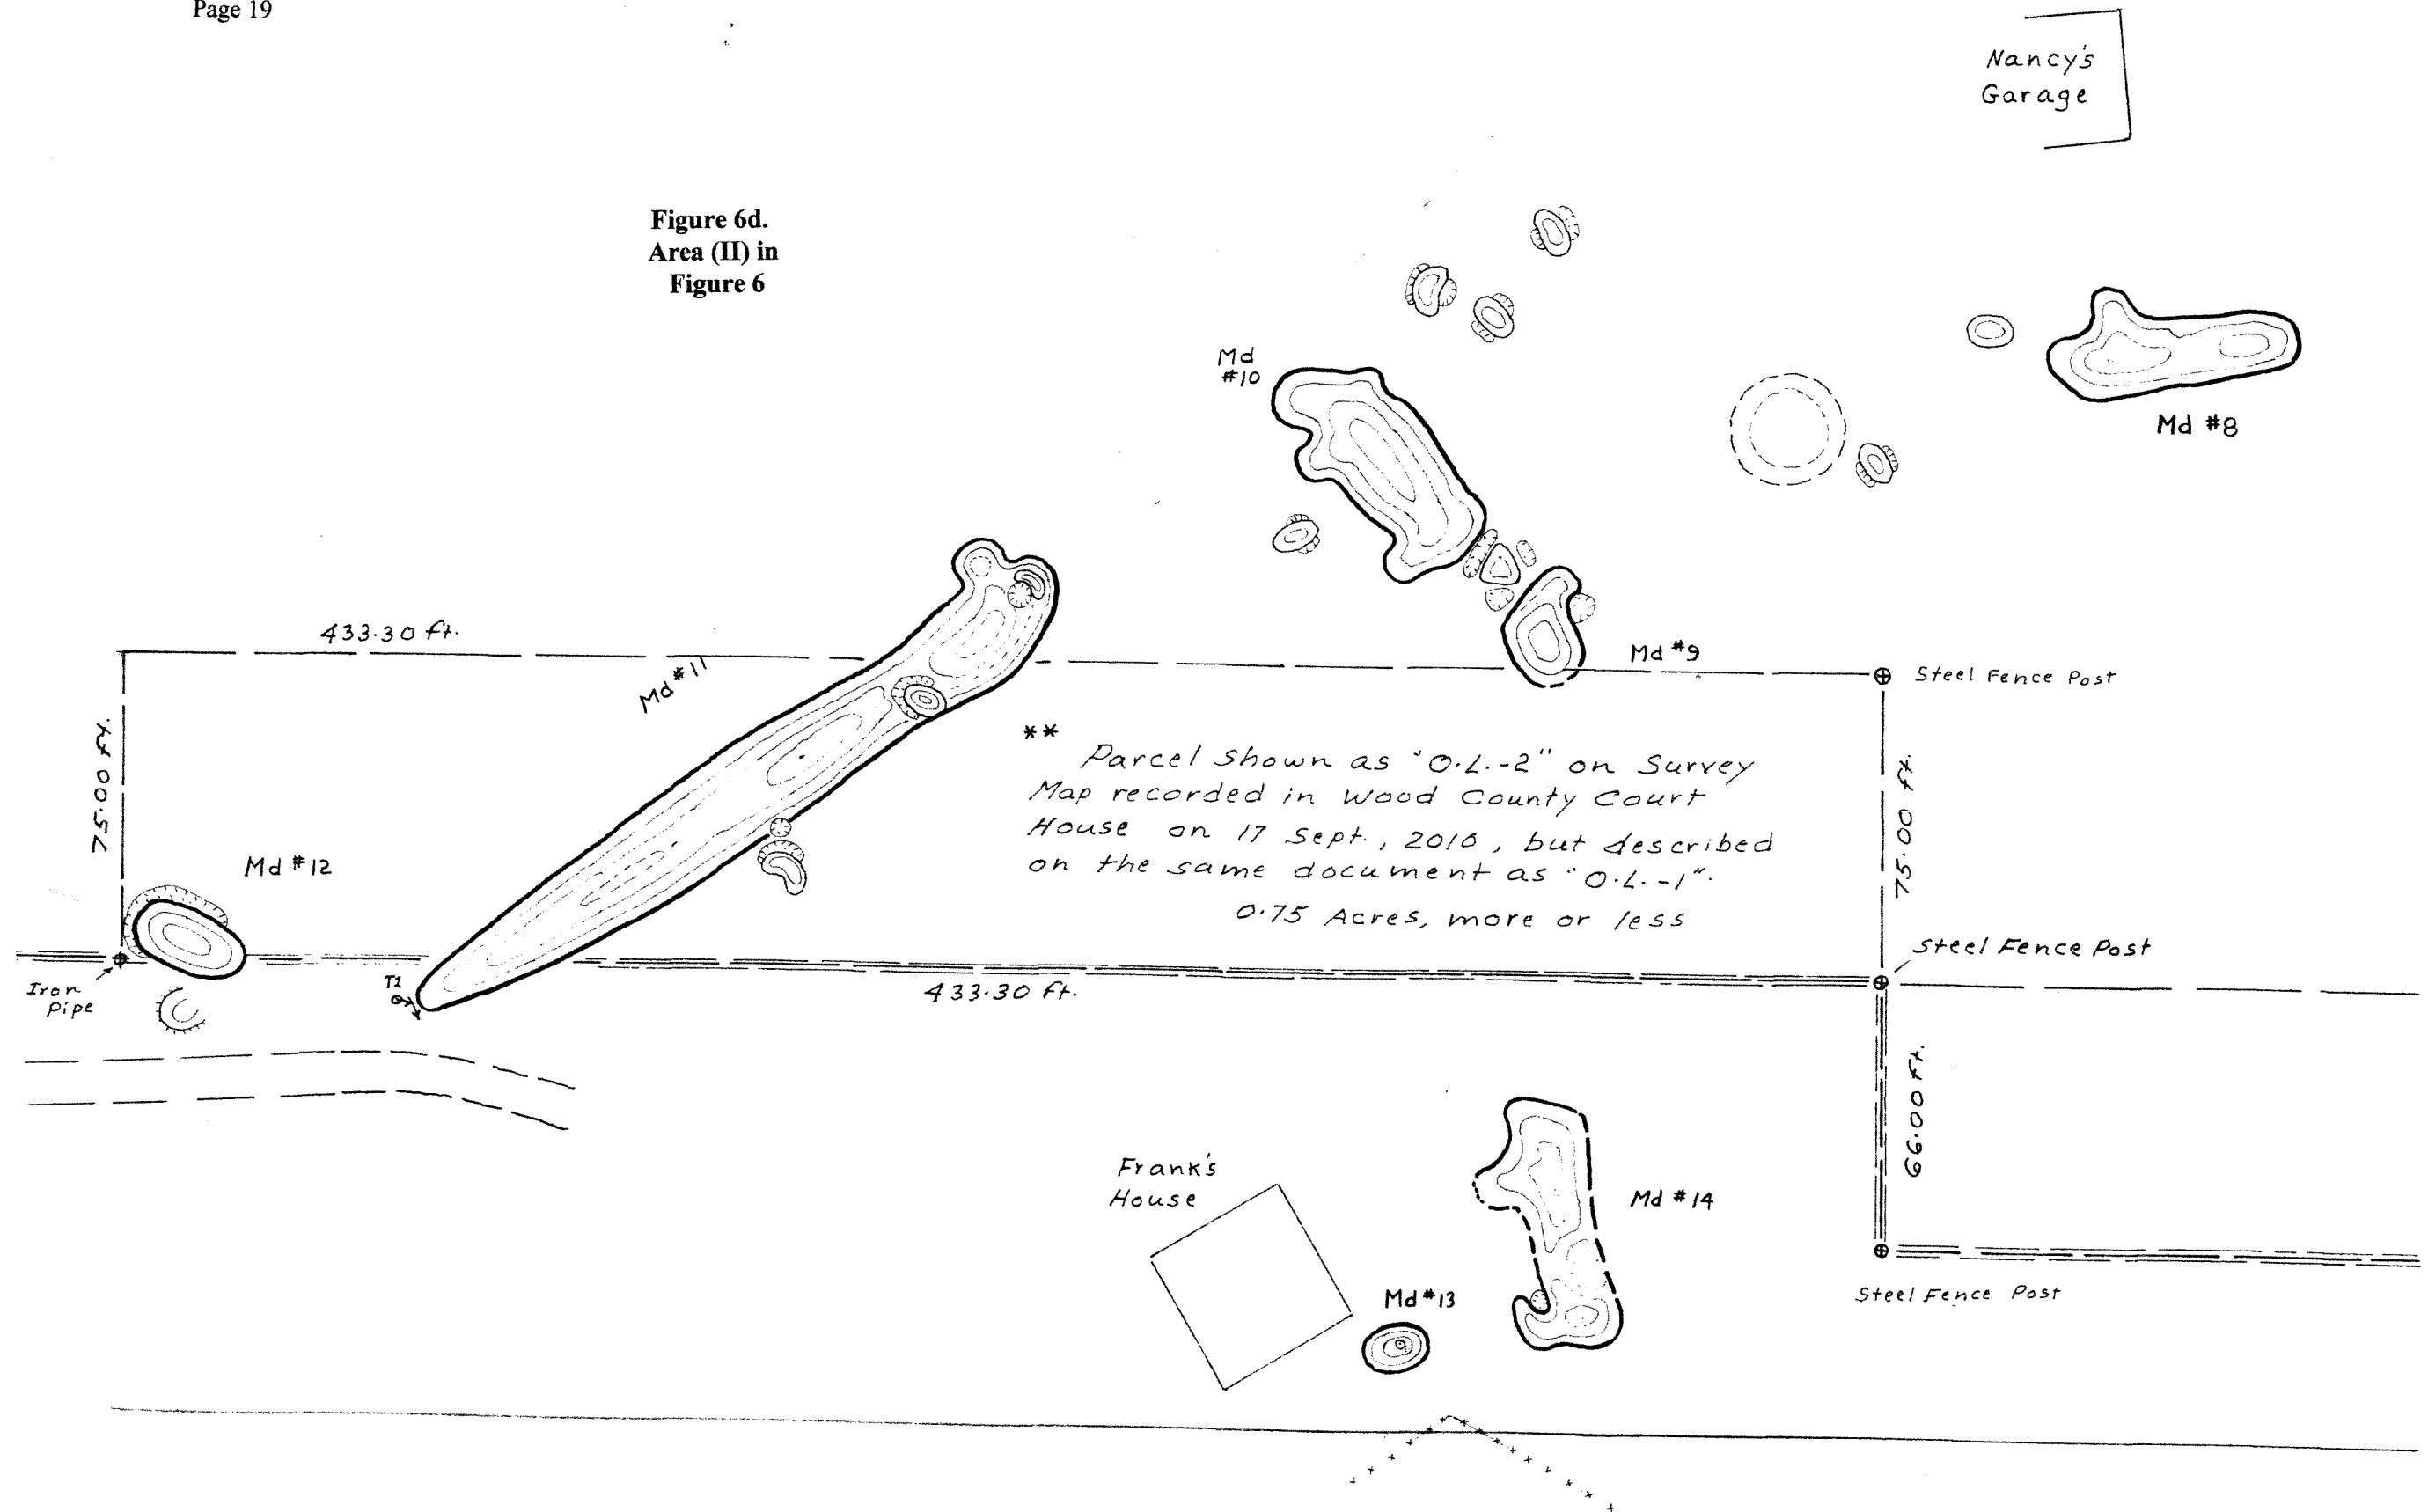 Page 19
Nancy's
Garage
Figure 6d.
Area (II) in
Figure 6
Md
#10
Md #8
433.30 ft.
Md #11
Md #9
Steel Fence Post
75.00 ft.
**
Parcel shown as "O.L.-2" on Survey
Map recorded in Wood County Court
House on 17 Sept., 2010, but described
on the same document as "O.L.-1".
0.75 Acres, more or less
75.00 ft.
Md #12
Steel Fence Post
Iron
Pipe
T1
433.30 ft.
66.00 Ft.
Frank's
House
Md #14
Md #13
Steel Fence Post